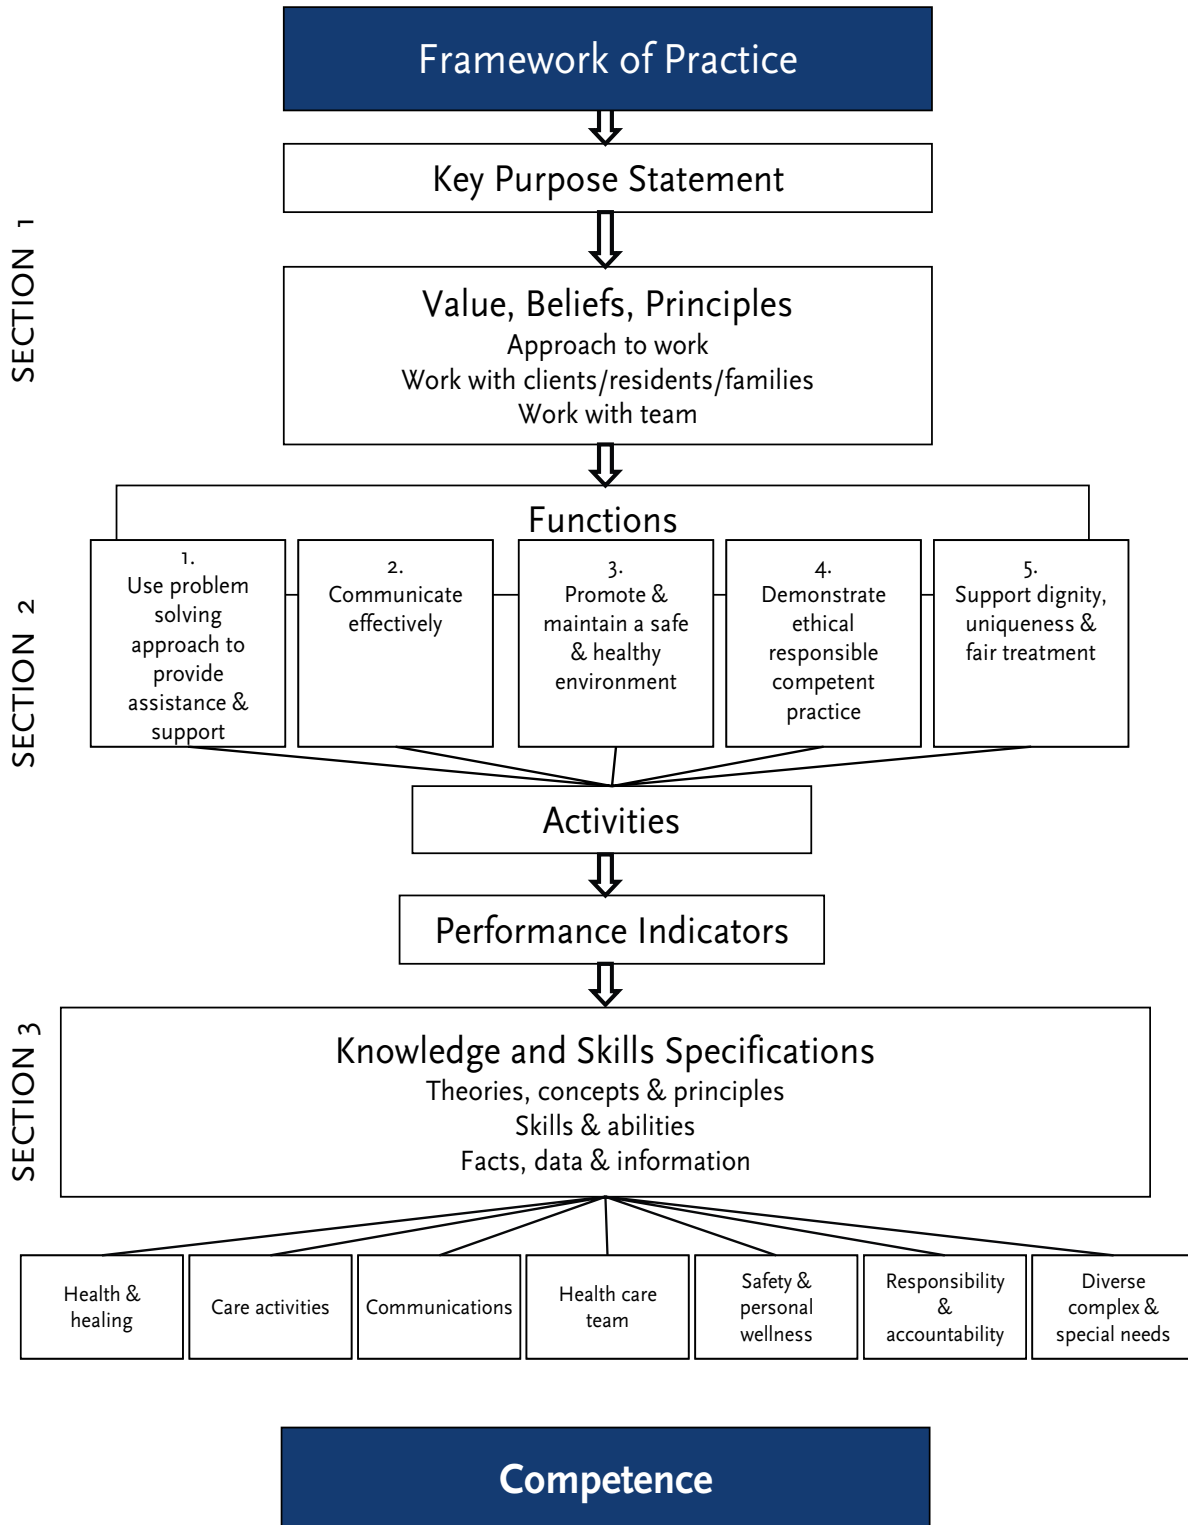 Framework of Practice
Key Purpose Statement
SECTION 1
Value, Beliefs, Principles
Approach to work
Work with clients/residents/families
Work with team
SECTION 2
Functions
1.
Use problem
solving
approach to
provide
assistance &
support
2.
Communicate
effectively
3.
Promote &
maintain a safe
& healthy
environment
4.
Demonstrate
ethical
responsible
competent
practice
5.
Support dignity,
uniqueness &
fair treatment
Activities
Performance Indicators
SECTION 3
Knowledge and Skills Specifications
Theories, concepts & principles
Skills & abilities
Facts, data & information
Health &
healing
Care activities
Communications
Health care
team
Safety &
personal
wellness
Responsibility
&
accountability
Diverse
complex &
special needs
Competence